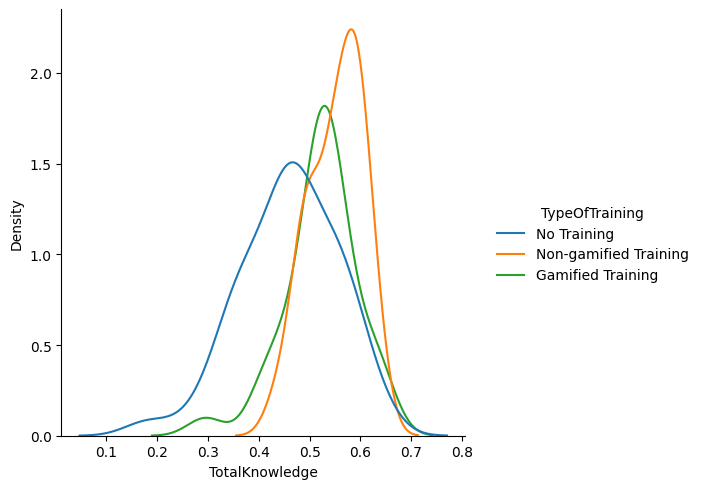 2.0
1.5
1.0
0.5
0.0
Density
0.1 0.2 0.3 0.4 0.5 0.6 0.7 0.8
TotalKnowledge
TypeOfTraining
No Training
Non-gamified Training
Gamified Training